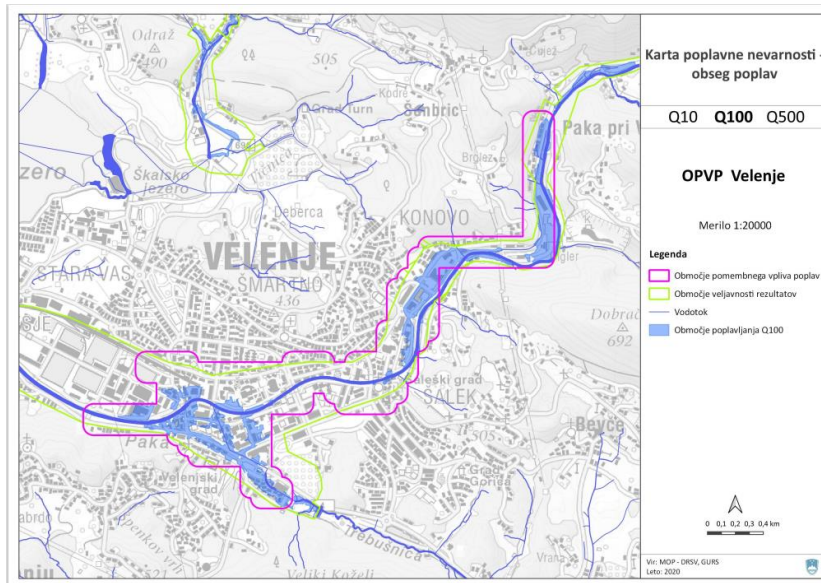 Karta poplavne nevarnosti -
obseg poplav
Q10 Q100 Q500
OPVP Velenje
Merilo 1:20000
Legenda
Območje pomembnega vpliva poplav
Območje veljavnosti rezultatov
Vodotok
Območje poplavljanja Q100
0 0,1 0,2 0,3 0,4 km
Vir: MOP - DRSV, GURS
Leto: 2020
Odraž
490
505
Grad Turn
Škalsko
jezero
Paka pri
Brolez
KONOVO
VELENJE
ŠMARTNO
436
STARA VAS
Dobrač
692
Šaleški grad
ŠALEK
505
Bevče
Grad
Gorica
Paka
Velenjski
grad
Trebušnica
521
Veliki Koželj